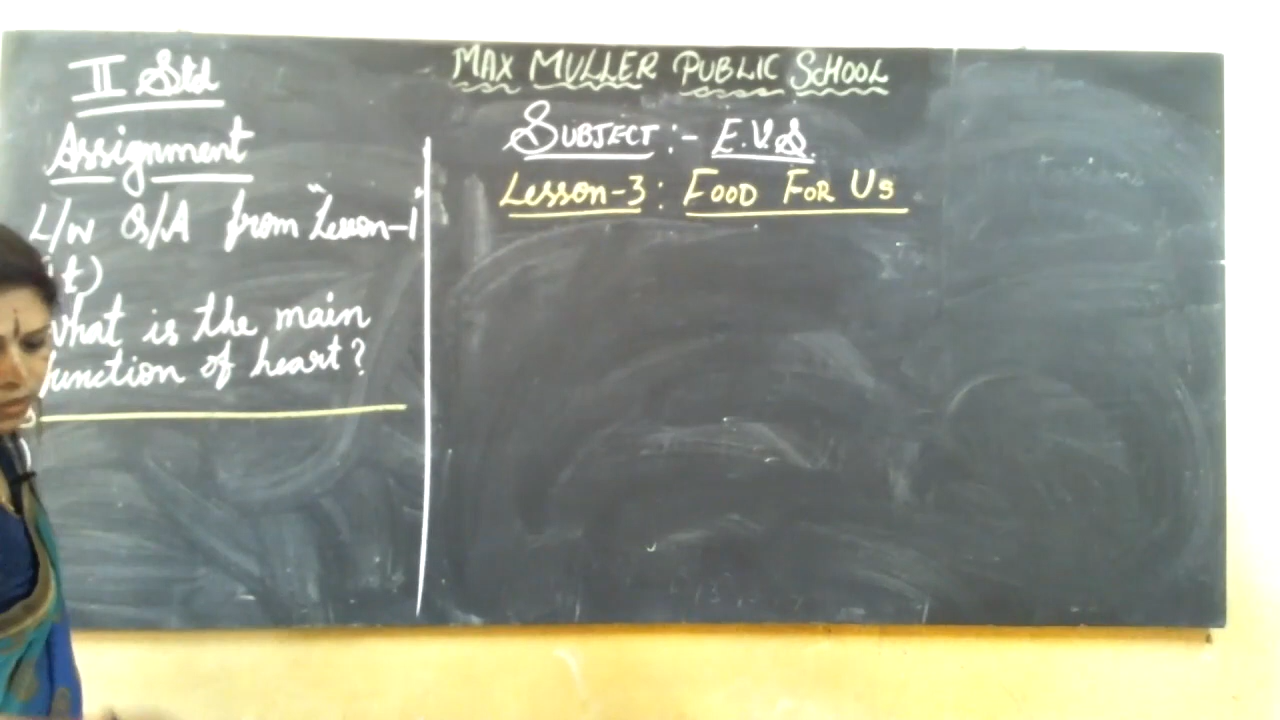 II Std
Assignment
L/w Q/A from "Lesson-1"
t)
What is the main
function of heart?
MAX MULLER PUBLIC SCHOOL
SUBJECT :- E.V.S.
Lesson-3 : FOOD FOR US